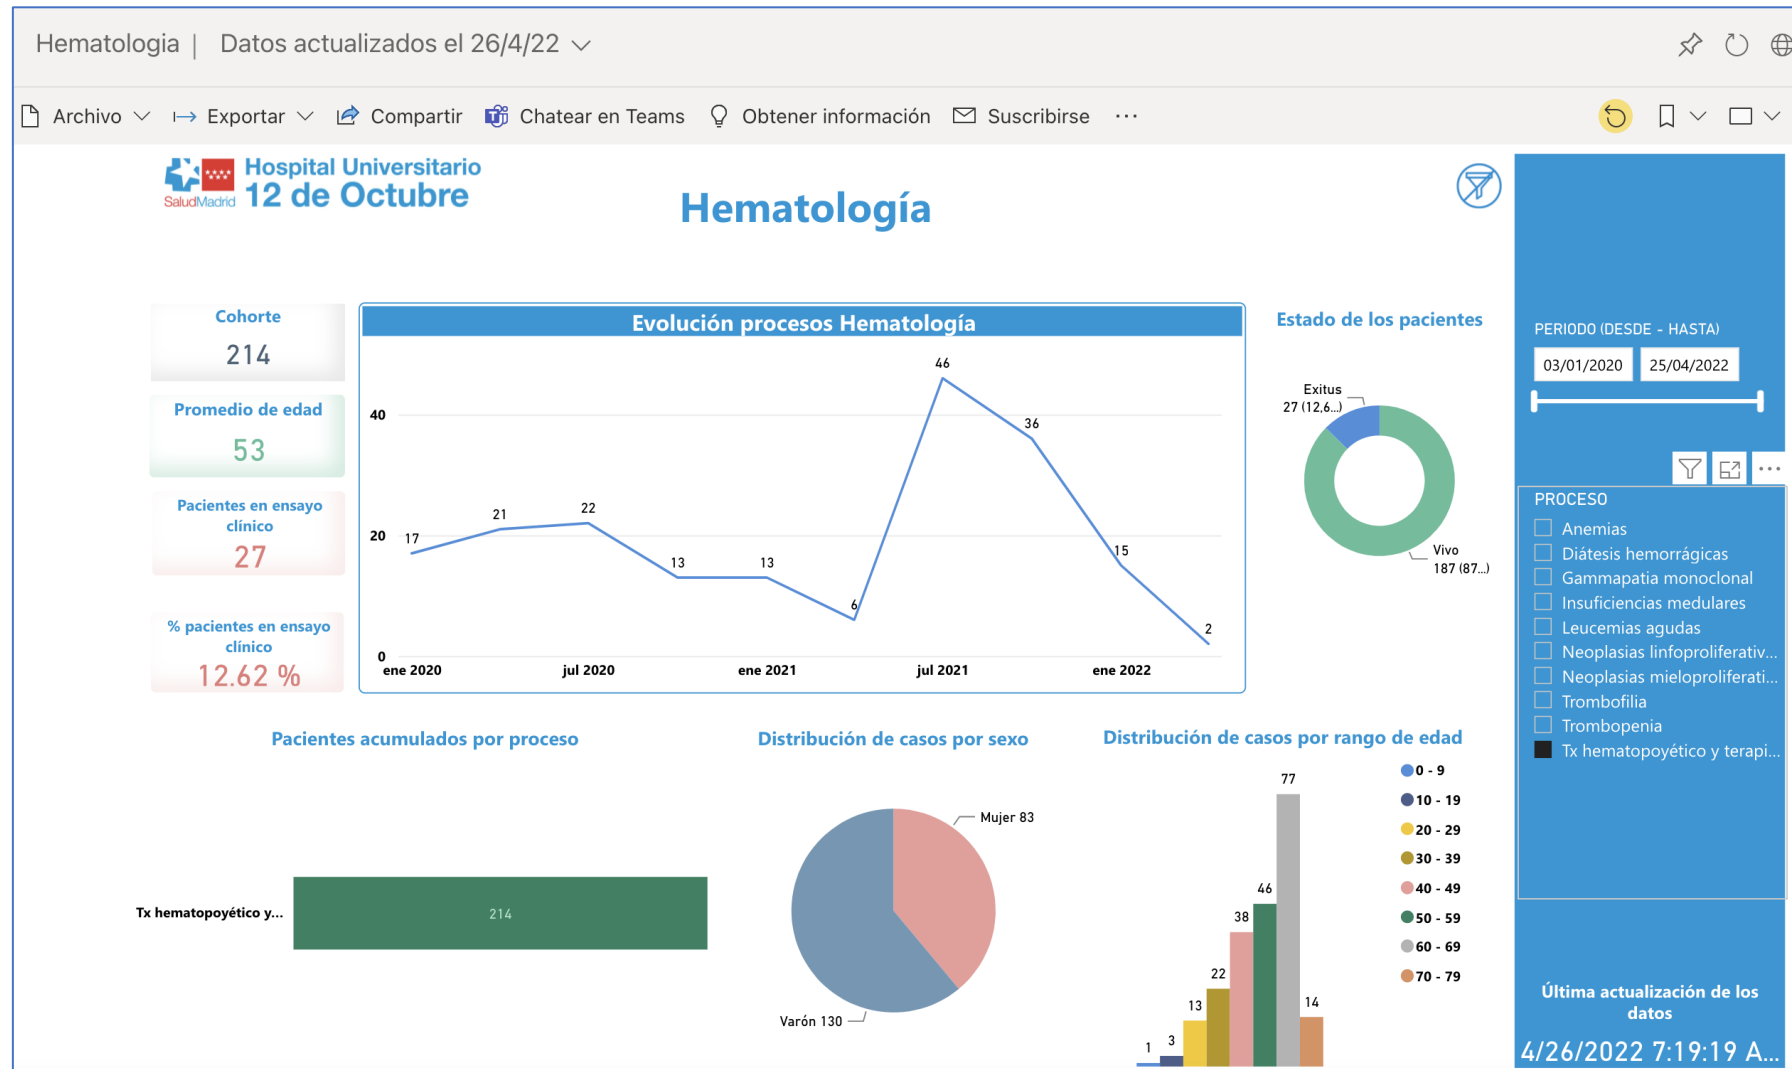 Hematologia | Datos actualizados el 26/4/22
Archivo Exportar Compartir Chatear en Teams Obtener información Suscribirse ...
SaludMadrid
Hospital Universitario
12 de Octubre
Hematología
Cohorte
214
Promedio de edad
53
Pacientes en ensayo
clínico
27
% pacientes en ensayo
clínico
12.62 %
Evolución procesos Hematología
46
40
36
22
21
20
17
15
13
13
6
2
0
ene 2020 jul 2020 ene 2021 jul 2021 ene 2022
Estado de los pacientes
Exitus
27 (12,6...)
Vivo
187 (87...)
PERIODO (DESDE - HASTA)
03/01/2020 25/04/2022
PROCESO
Anemias
Diátesis hemorrágicas
Gammapatia monoclonal
Insuficiencias medulares
Leucemias agudas
Neoplasias linfoproliferativ...
Neoplasias mieloproliferati...
Trombofilia
Trombopenia
Tx hematopoyético y terapi...
Pacientes acumulados por proceso
Tx hematopoyético y...
214
Distribución de casos por sexo
Mujer 83
Varón 130
Distribución de casos por rango de edad
1
3
13
22
38
46
77
14
0 - 9
10 - 19
20 - 29
30 - 39
40 - 49
50 - 59
60 - 69
70 - 79
Última actualización de los
datos
4/26/2022 7:19:19 A...